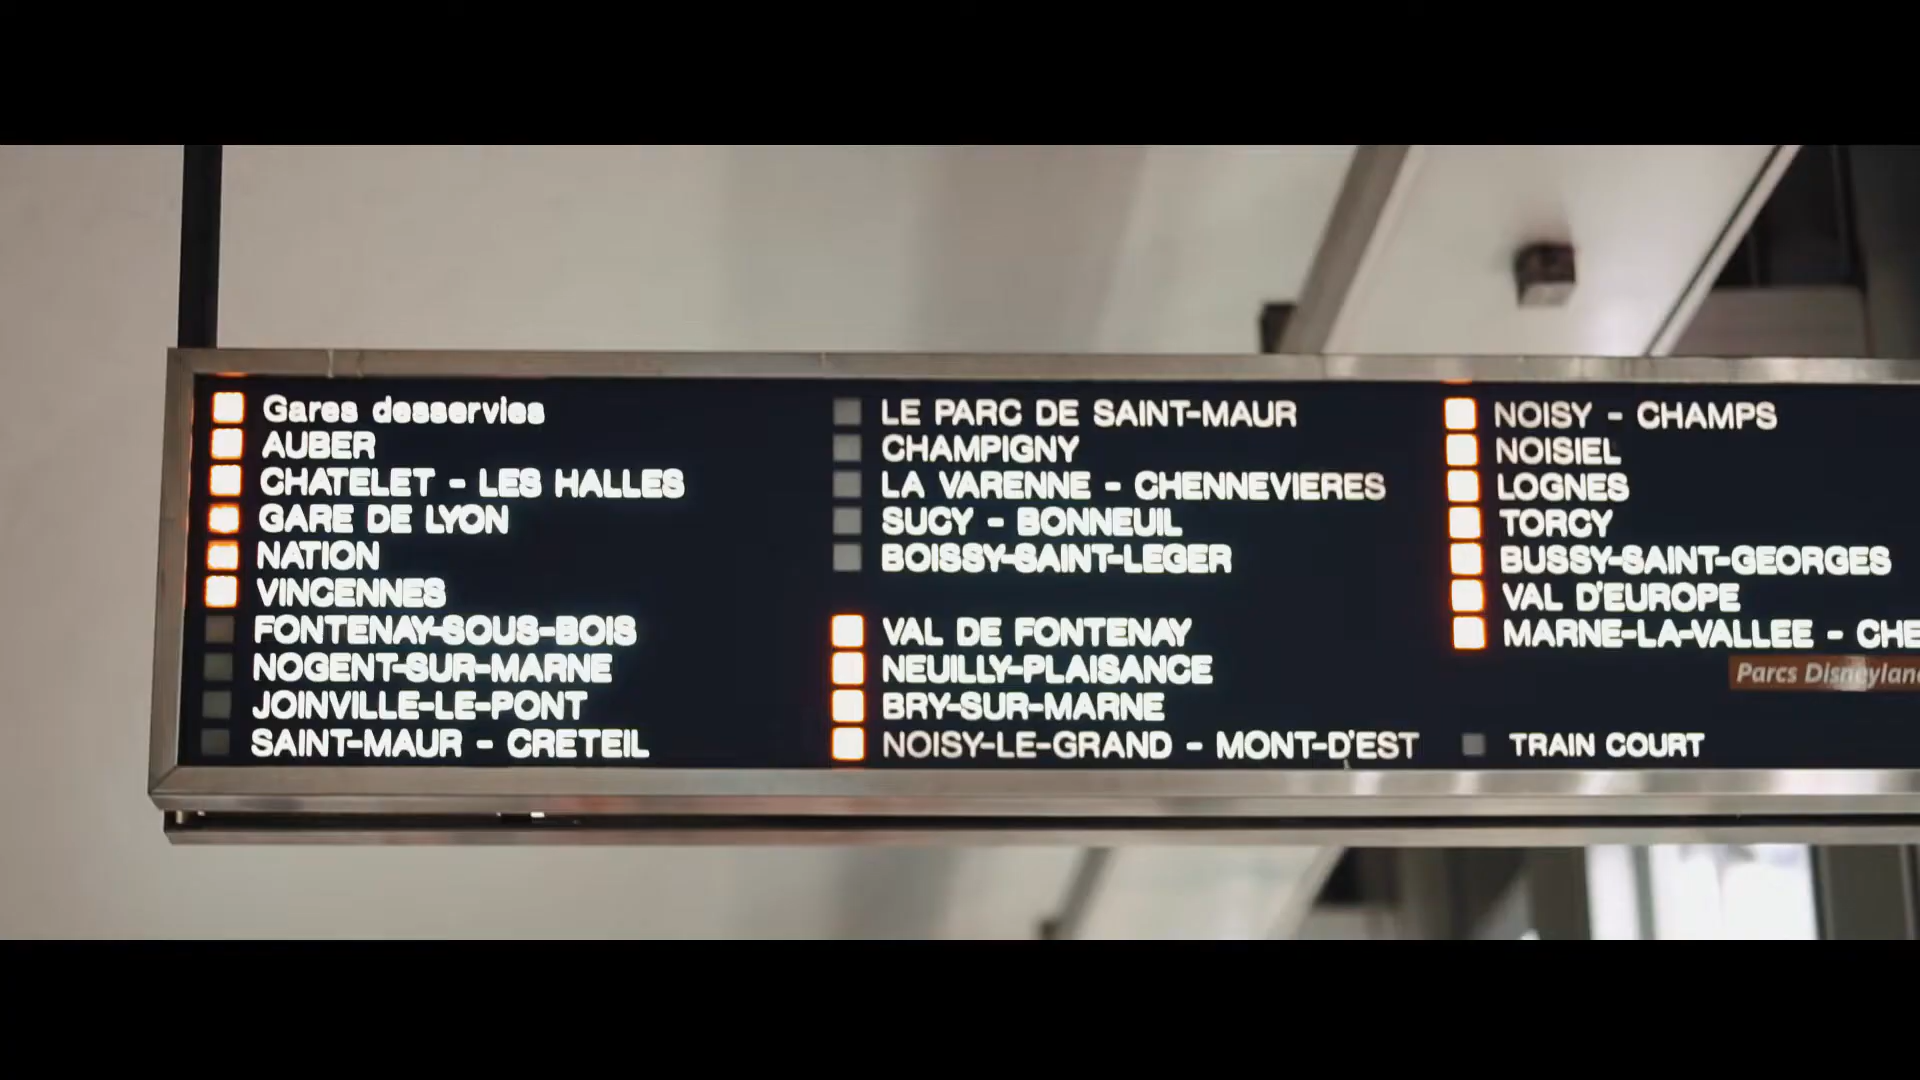 Gares desservies
AUBER
CHATELET - LES HALLES
GARE DE LYON
NATION
VINCENNES
FONTENAY-SOUS-BOIS
NOGENT-SUR-MARNE
JOINVILLE-LE-PONT
SAINT-MAUR - CRETEIL
LE PARC DE SAINT-MAUR
CHAMPIGNY
LA VARENNE - CHENNEVIERES
SUCY - BONNEUIL
BOISSY-SAINT-LEGER
VAL DE FONTENAY
NEUILLY-PLAISANCE
BRY-SUR-MARNE
NOISY-LE-GRAND - MONT-D'EST
NOISY - CHAMPS
NOISIEL
LOGNES
TORCY
BUSSY-SAINT-GEORGES
VAL D'EUROPE
MARNE-LA-VALLEE - CHE
Parcs Disneylan
TRAIN COURT